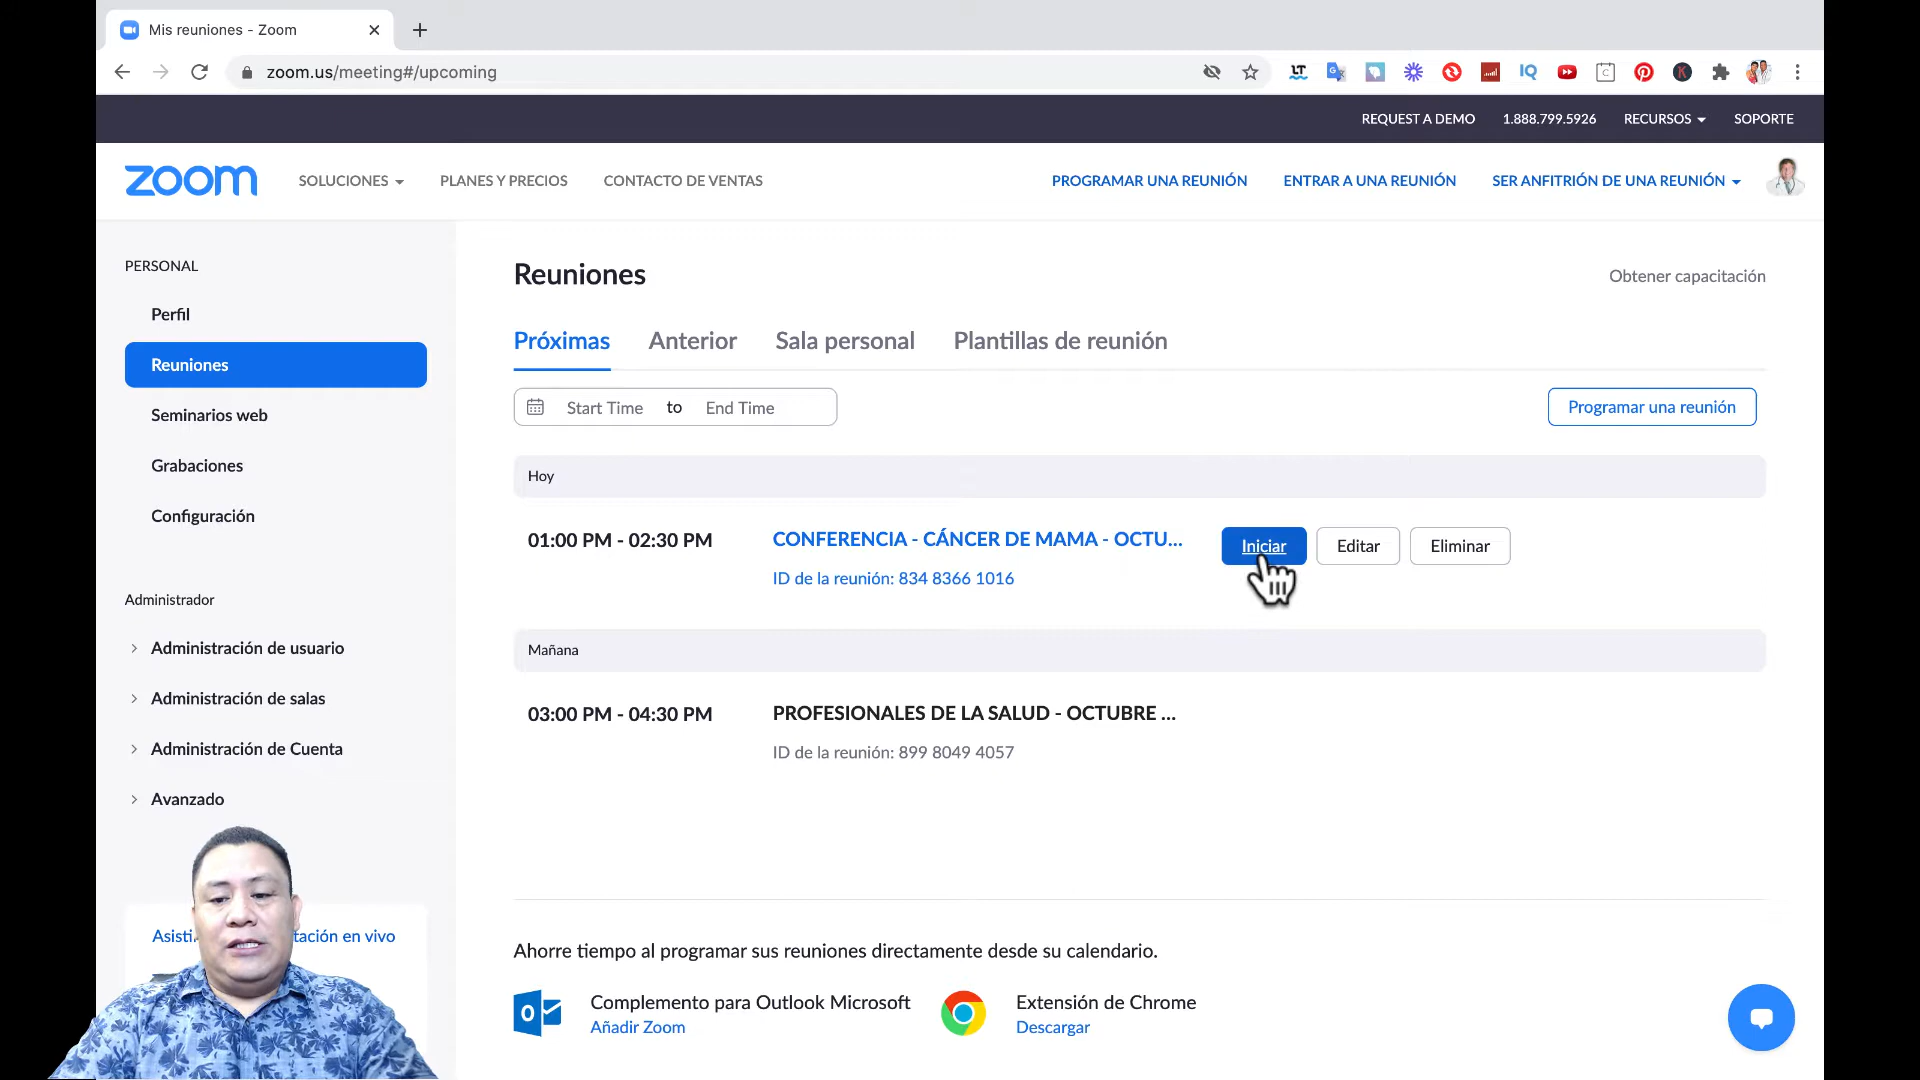 Mis reuniones - Zoom
zoom.us/meeting#/upcoming
REQUEST A DEMO 1.888.799.5926 RECURSOS SOPORTE
zoom SOLUCIONES PLANES Y PRECIOS CONTACTO DE VENTAS PROGRAMAR UNA REUNIÓN ENTRAR A UNA REUNIÓN SER ANFITRIÓN DE UNA REUNIÓN
PERSONAL
Perfil
Reuniones
Seminarios web
Grabaciones
Configuración
Administrador
Administración de usuario
Administración de salas
Administración de Cuenta
Avanzado
Asisti tación en vivo
Reuniones
Obtener capacitación
Próximas Anterior Sala personal Plantillas de reunión
Start Time to End Time
Programar una reunión
Hoy
01:00 PM - 02:30 PM CONFERENCIA - CÁNCER DE MAMA - OCTU... Iniciar Editar Eliminar
ID de la reunión: 834 8366 1016
Mañana
03:00 PM - 04:30 PM PROFESIONALES DE LA SALUD - OCTUBRE ...
ID de la reunión: 899 8049 4057
Ahorre tiempo al programar sus reuniones directamente desde su calendario.
Complemento para Outlook Microsoft
Añadir Zoom
Extensión de Chrome
Descargar